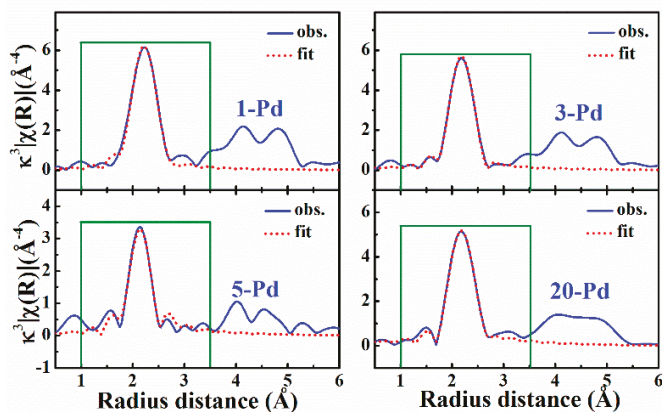 κ³|χ(R)|(Å⁻⁴)
6
4
2
0
obs.
fit
1-Pd
6
4
2
0
obs.
fit
3-Pd
κ³|χ(R)|(Å⁻⁴)
4
3
2
1
0
-1
obs.
fit
5-Pd
1 2 3 4 5 6
Radius distance (Å)
6
4
2
0
obs.
fit
20-Pd
1 2 3 4 5 6
Radius distance (Å)